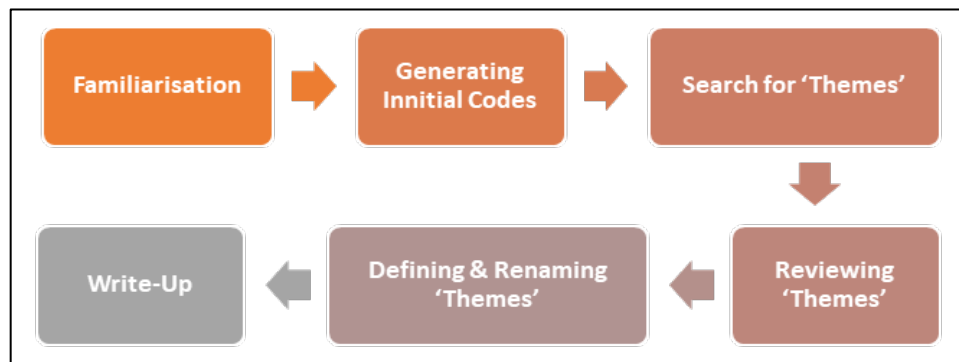 Familiarisation
Generating
Innitial Codes
Search for ‘Themes’
Reviewing
‘Themes’
Defining & Renaming
‘Themes’
Write-Up